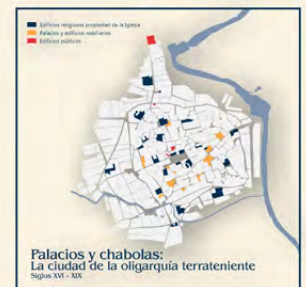 Edificios religiosos propiedad de la Iglesia
Palacios y edificios nobiliarios
Edificios públicos
Palacios y chabolas:
La ciudad de la oligarquía terrateniente
Siglos XVI - XIX